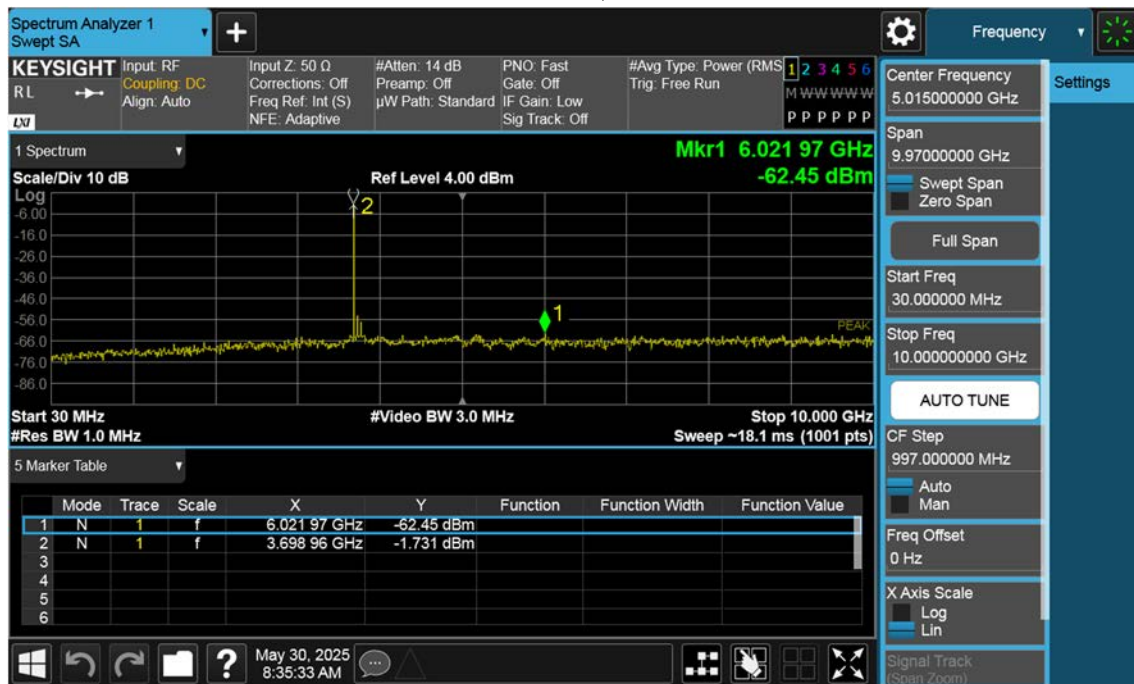 Spectrum Analyzer 1
Swept SA
+
Frequency
KEYSIGHT
RL
LXI
Input: RF
Coupling: DC
Align: Auto
Input Z: 50 Ω
Corrections: Off
Freq Ref: Int (S)
NFE: Adaptive
#Atten: 14 dB
Preamp: Off
µW Path: Standard
PNO: Fast
Gate: Off
IF Gain: Low
Sig Track: Off
#Avg Type: Power (RMS
Trig: Free Run
1 2 3 4 5 6
M W W W W W
P P P P P P
1 Spectrum
Mkr1 6.021 97 GHz
-62.45 dBm
Scale/Div 10 dB
Ref Level 4.00 dBm
Log
-6.00
-16.0
-26.0
-36.0
-46.0
-56.0
-66.0
-76.0
-86.0
2
1
PEAK
Start 30 MHz
#Video BW 3.0 MHz
Stop 10.000 GHz
#Res BW 1.0 MHz
Sweep ~18.1 ms (1001 pts)
5 Marker Table
Mode Trace Scale X Y Function Function Width Function Value
1 N 1 f 6.021 97 GHz -62.45 dBm
2 N 1 f 3.698 96 GHz -1.731 dBm
3
4
5
6
?
May 30, 2025
8:35:33 AM
Center Frequency
5.015000000 GHz
Span
9.97000000 GHz
Swept Span
Zero Span
Full Span
Start Freq
30.000000 MHz
Stop Freq
10.000000000 GHz
AUTO TUNE
CF Step
997.000000 MHz
Auto
Man
Freq Offset
0 Hz
X Axis Scale
Log
Lin
Signal Track
(Span Zoom)
Settings